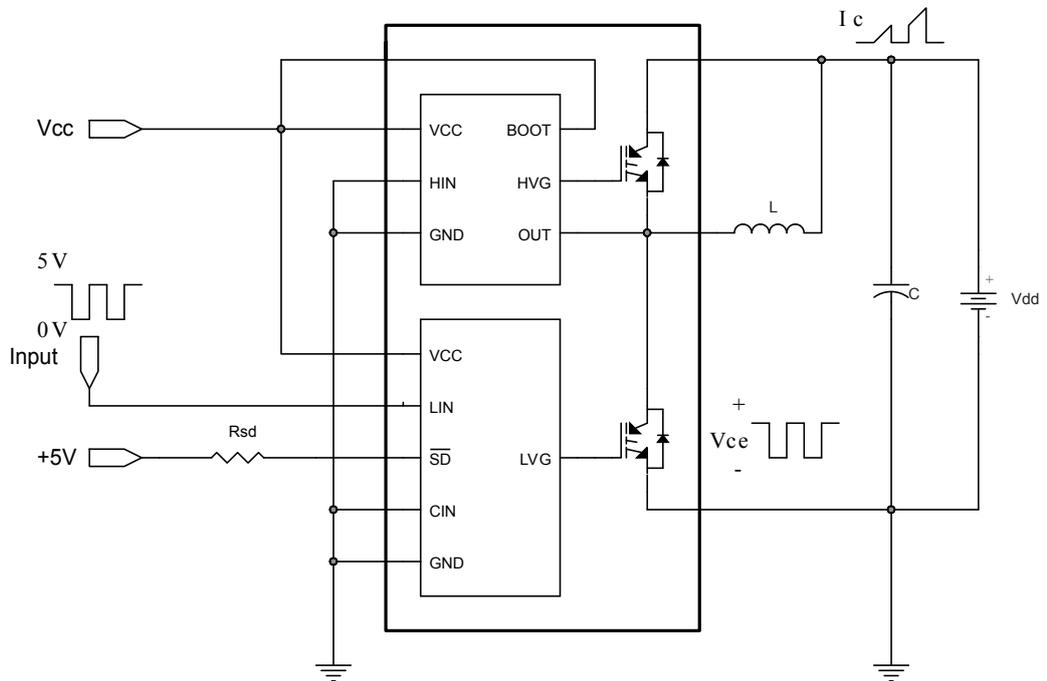 Ic
Vcc
VCC BOOT
HIN HVG
GND OUT
L
5V
0V
Input
+
C
Vdd
-
VCC
LIN
+5V
Rsd
SD LVG
CIN
GND
+
Vce
-